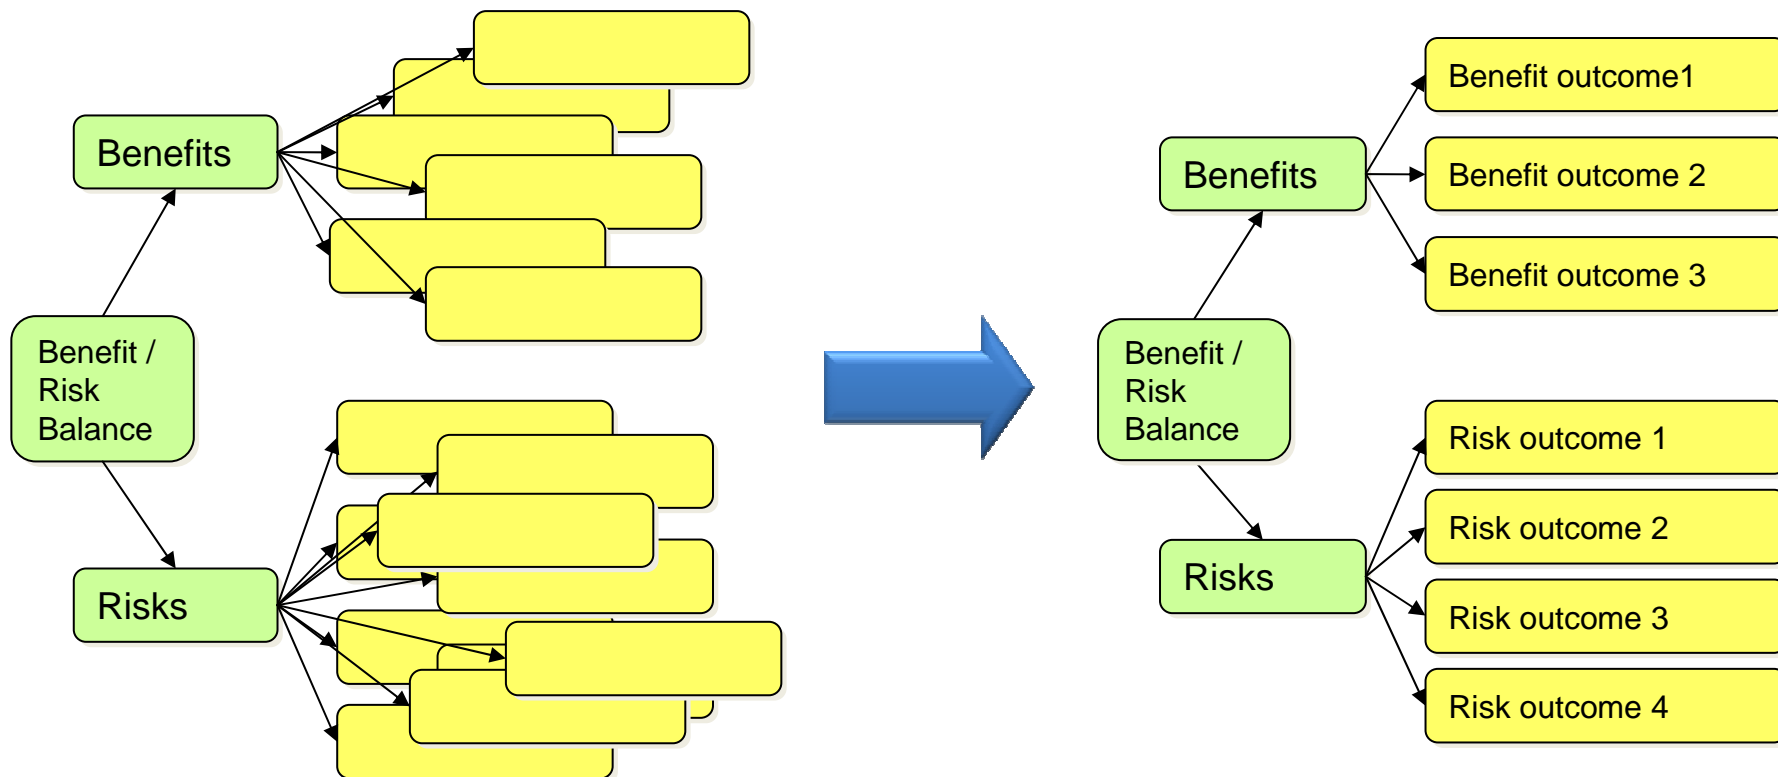 Benefits
Benefit /
Risk
Balance
Risks
Benefits
Benefit /
Risk
Balance
Risks
Benefit outcome1
Benefit outcome 2
Benefit outcome 3
Risk outcome 1
Risk outcome 2
Risk outcome 3
Risk outcome 4